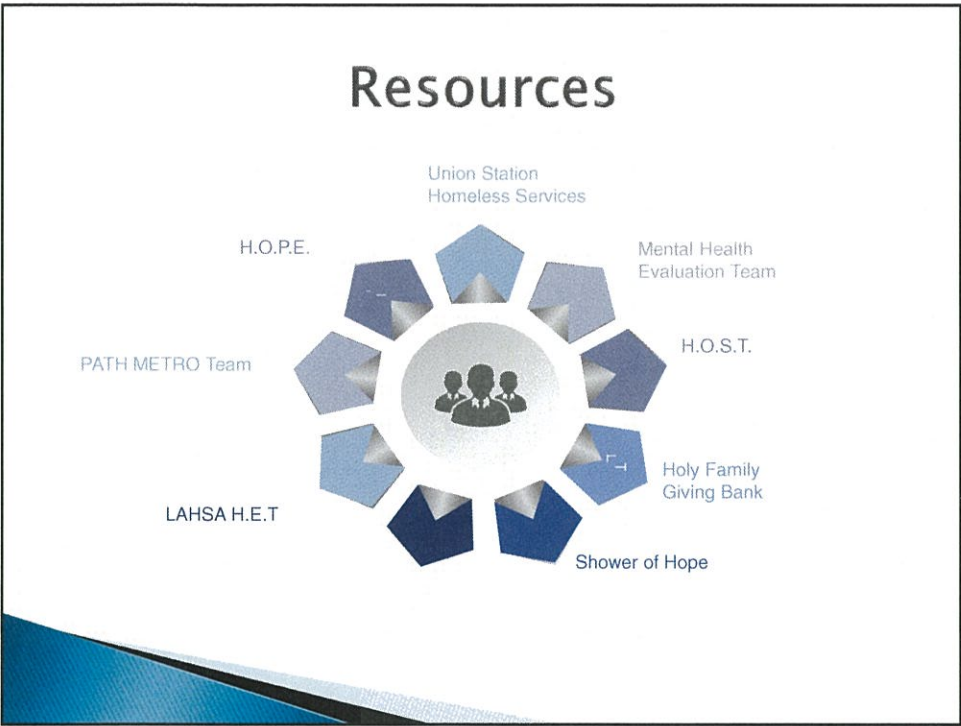 Resources
Union Station
Homeless Services
H.O.P.E.
Mental Health
Evaluation Team
H.O.S.T.
PATH METRO Team
Holy Family
Giving Bank
LAHSA H.E.T
Shower of Hope